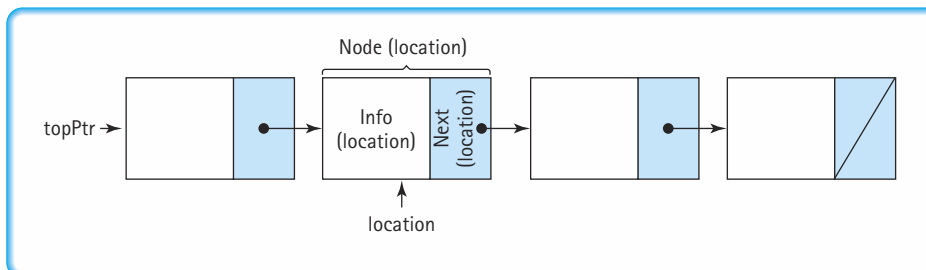 Node (location)
topPtr
Info
(location)
Next
(location)
location